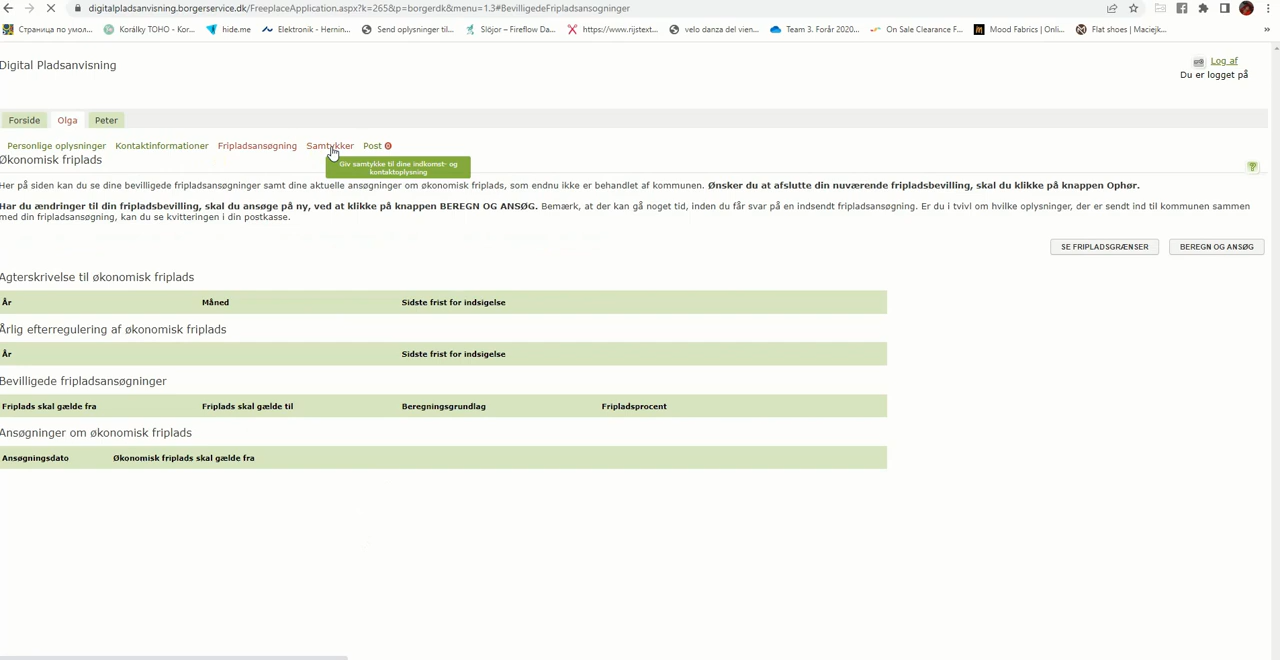 digitalpladsanvisning.borgerservice.dk/FreeplaceApplication.aspx?k=265&p=borgerdk&menu=1.3#BevilligedeFripladsansogninger
Страница по умол... Korálky TOHO - Kor... hide.me Elektronik - Hernin... Send oplysninger til... Slöjor – Fireflow Da... https://www.rijstext... velo danza del vien... Team 3. Forår 2020... On Sale Clearance F... Mood Fabrics | Onli... Flat shoes | Maciejk... »
Digital Pladsanvisning
Log af
Du er logget på
Forside Olga Peter
Personlige oplysninger Kontaktinformationer Fripladsansøgning Samtykker Post 0
Økonomisk friplads
Giv samtykke til dine indkomst- og
kontaktoplysning
?
Her på siden kan du se dine bevilligede fripladsansøgninger samt dine aktuelle ansøgninger om økonomisk friplads, som endnu ikke er behandlet af kommunen. Ønsker du at afslutte din nuværende fripladsbevilling, skal du klikke på knappen Ophør.
Har du ændringer til din fripladsbevilling, skal du ansøge på ny, ved at klikke på knappen BEREGN OG ANSØG. Bemærk, at der kan gå noget tid, inden du får svar på en indsendt fripladsansøgning. Er du i tvivl om hvilke oplysninger, der er sendt ind til kommunen sammen
med din fripladsansøgning, kan du se kvitteringen i din postkasse.
SE FRIPLADSGRÆNSER BEREGN OG ANSØG
Agterskrivelse til økonomisk friplads
År Måned Sidste frist for indsigelse
Årlig efterregulering af økonomisk friplads
År Sidste frist for indsigelse
Bevilligede fripladsansøgninger
Friplads skal gælde fra Friplads skal gælde til Beregningsgrundlag Fripladsprocent
Ansøgninger om økonomisk friplads
Ansøgningsdato Økonomisk friplads skal gælde fra